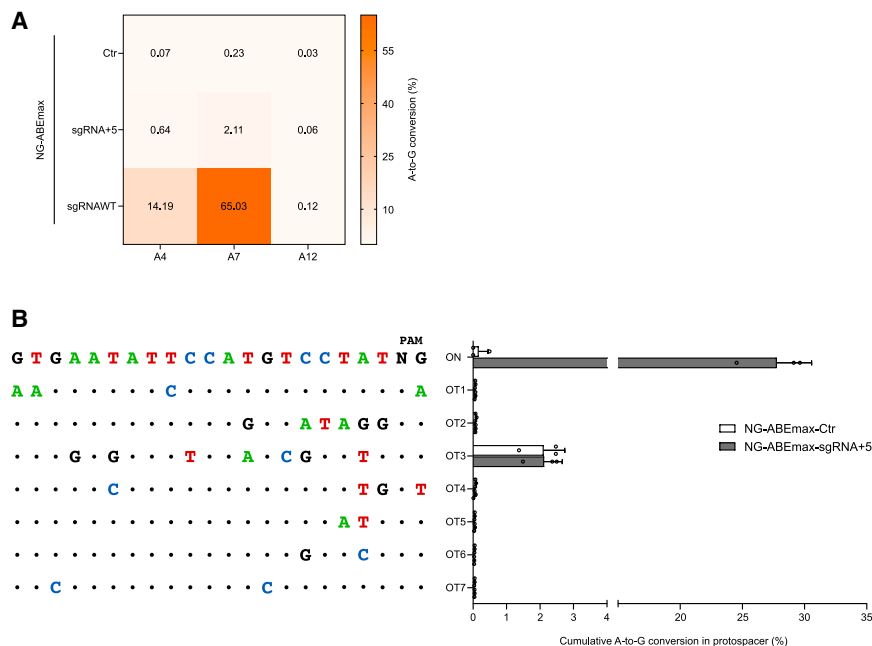 A
NG-ABEmax
Ctr 0.07 0.23 0.03
sgRNA+5 0.64 2.11 0.06
sgRNAWT 14.19 65.03 0.12
A4 A7 A12
55
40
25
10
A-to-G conversion (%)
B
PAM
G T G A A T A T T C C A T G T C C T A T N G ON
A A · · · · · · C · · · · · · · · · · · · A OT1
· · · · · · · · · · · · G · · A T A G G · · OT2
· · · G · G · · · T · · A · C G · · T · · · OT3
· · · · · C · · · · · · · · · · · · T G · T OT4
· · · · · · · · · · · · · · · · · A T · · · OT5
· · · · · · · · · · · · · · · G · · C · · · OT6
· · C · · · · · · · · · · C · · · · · · · · OT7
NG-ABEmax-Ctr
NG-ABEmax-sgRNA+5
0 1 2 3 4 20 25 30 35
Cumulative A-to-G conversion in protospacer (%)